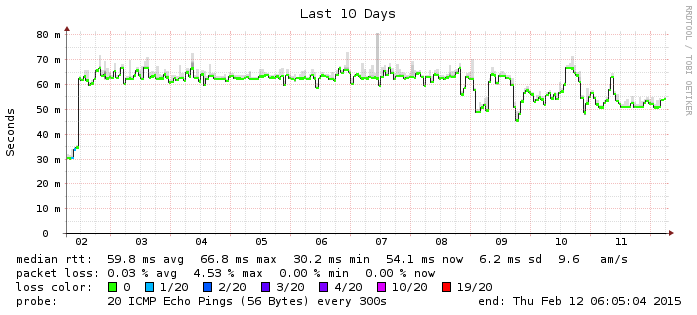 Last 10 Days
RRDTOOL / TOBI OETIKER
Seconds
80 m
70 m
60 m
50 m
40 m
30 m
20 m
10 m
0
02 03 04 05 06 07 08 09 10 11
median rtt: 59.8 ms avg 66.8 ms max 30.2 ms min 54.1 ms now 6.2 ms sd 9.6 am/s
packet loss: 0.03 % avg 4.53 % max 0.00 % min 0.00 % now
loss color: 0 1/20 2/20 3/20 4/20 10/20 19/20
probe: 20 ICMP Echo Pings (56 Bytes) every 300s end: Thu Feb 12 06:05:04 2015